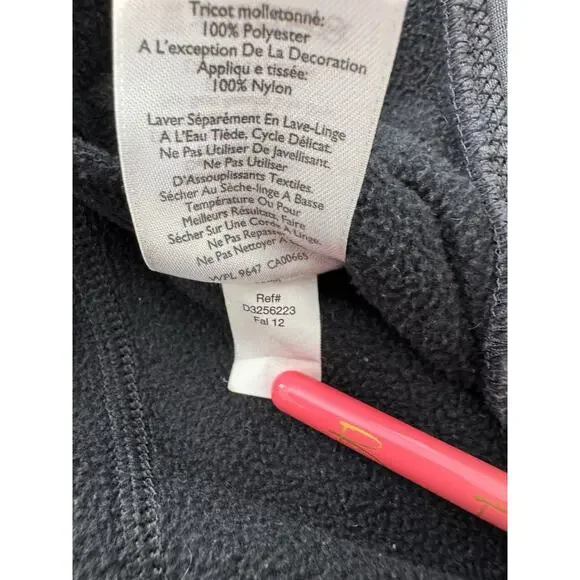 Tricot molletonné:
100% Polyester
A L'exception De La Decoration
Appliqu e tissée:
100% Nylon
Laver Séparément En Lave-Linge
A L'Eau Tiède, Cycle Délicat.
Ne Pas Utiliser De Javellisant.
Ne Pas Utiliser
D'Assouplissants Textiles.
Sécher Au Sèche-linge A Basse
Température Ou Pour
Meilleurs Résultats, Faire
Sécher Sur Une Corde A Linge.
Ne Pas Repasser
Ne Pas Nettoyer A
WPL 9647 CA00665
Ref#
D3256223
Fal 12
R